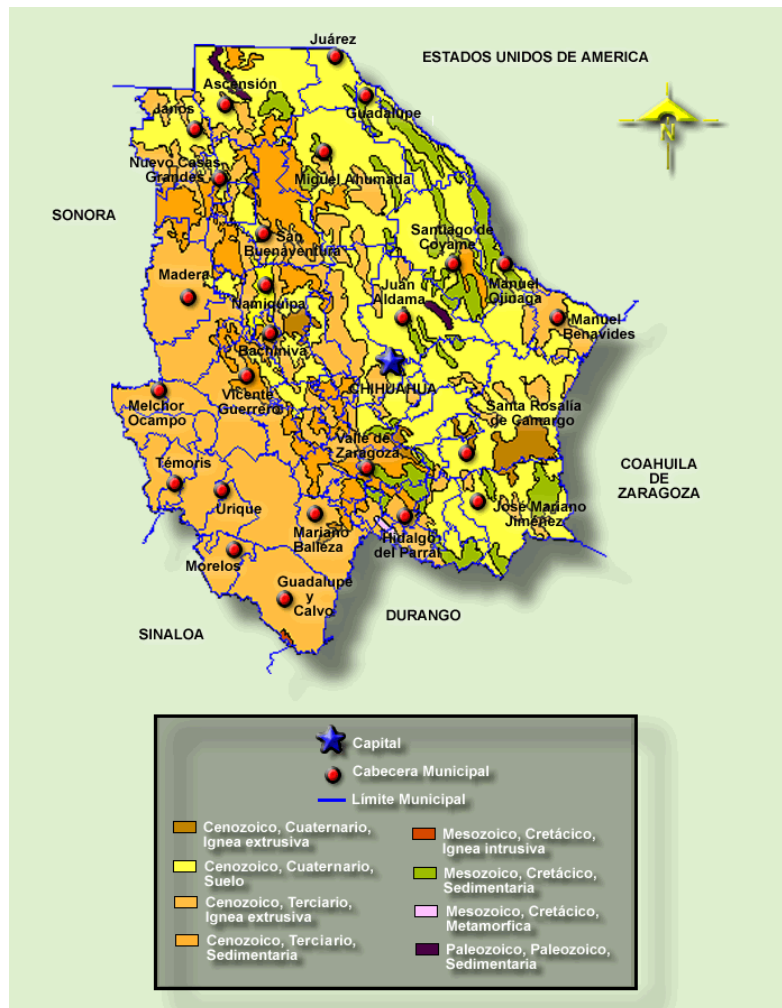 Juárez
ESTADOS UNIDOS DE AMERICA
Ascensión
Janos
Guadalupe
N
Nuevo Casas
Grandes
Miguel Ahumada
SONORA
San
Buenaventura
Santiago de
Coyame
Madera
Juan
Aldama
Manuel
Ojinaga
Namiquipa
Manuel
Benavides
Bachiniva
CHIHUAHUA
Melchor
Ocampo
Vicente
Guerrero
Santa Rosalía
de Camargo
Valle de
Zaragoza
Témoris
COAHUILA
DE
ZARAGOZA
Urique
Mariano
Balleza
José Mariano
Jiménez
Hidalgo
del Parral
Morelos
Guadalupe
y
Calvo
DURANGO
SINALOA
Capital
Cabecera Municipal
Límite Municipal
Cenozoico, Cuaternario,
Ignea extrusiva
Cenozoico, Cuaternario,
Suelo
Cenozoico, Terciario,
Ignea extrusiva
Cenozoico, Terciario,
Sedimentaria
Mesozoico, Cretácico,
Ignea intrusiva
Mesozoico, Cretácico,
Sedimentaria
Mesozoico, Cretácico,
Metamorfica
Paleozoico, Paleozoico,
Sedimentaria